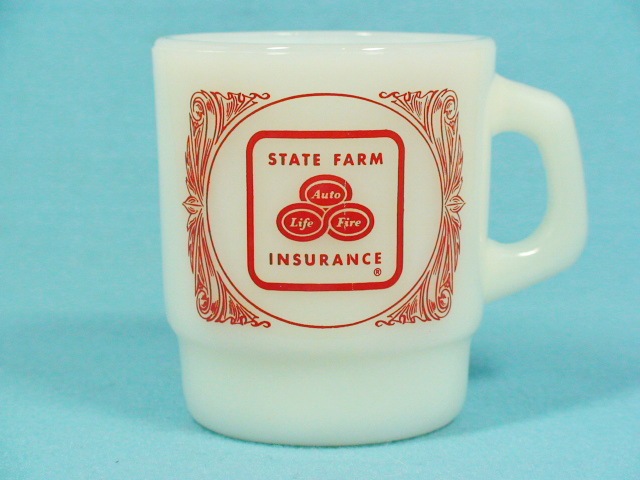 STATE FARM
Auto
Life Fire
INSURANCE
®